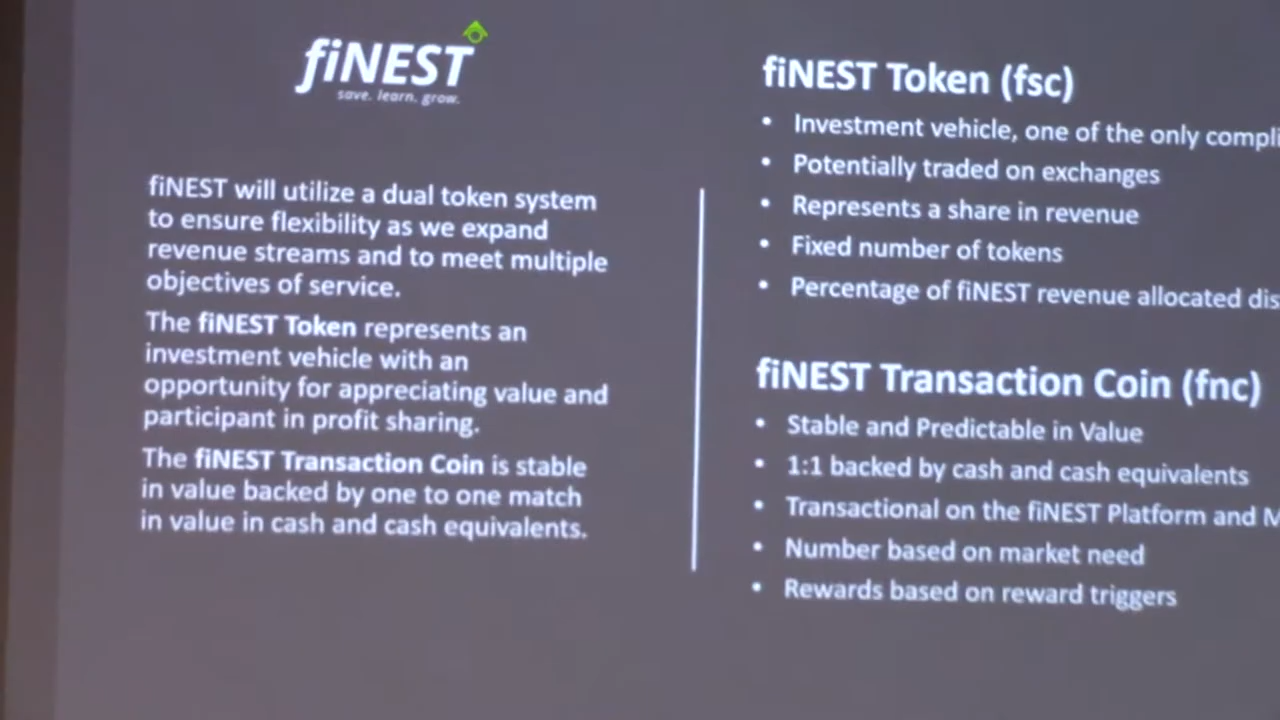 fiNEST
save. learn. grow.
fiNEST will utilize a dual token system
to ensure flexibility as we expand
revenue streams and to meet multiple
objectives of service.
The fiNEST Token represents an
investment vehicle with an
opportunity for appreciating value and
participant in profit sharing.
The fiNEST Transaction Coin is stable
in value backed by one to one match
in value in cash and cash equivalents.
fiNEST Token (fsc)
• Investment vehicle, one of the only
• Potentially traded on exchanges
• Represents a share in revenue
• Fixed number of tokens
• Percentage of fiNEST revenue allocated
fiNEST Transaction Coin (fnc)
• Stable and Predictable in Value
• 1:1 backed by cash and cash equivalents
• Transactional on the fiNEST Platform and
• Number based on market need
• Rewards based on reward triggers